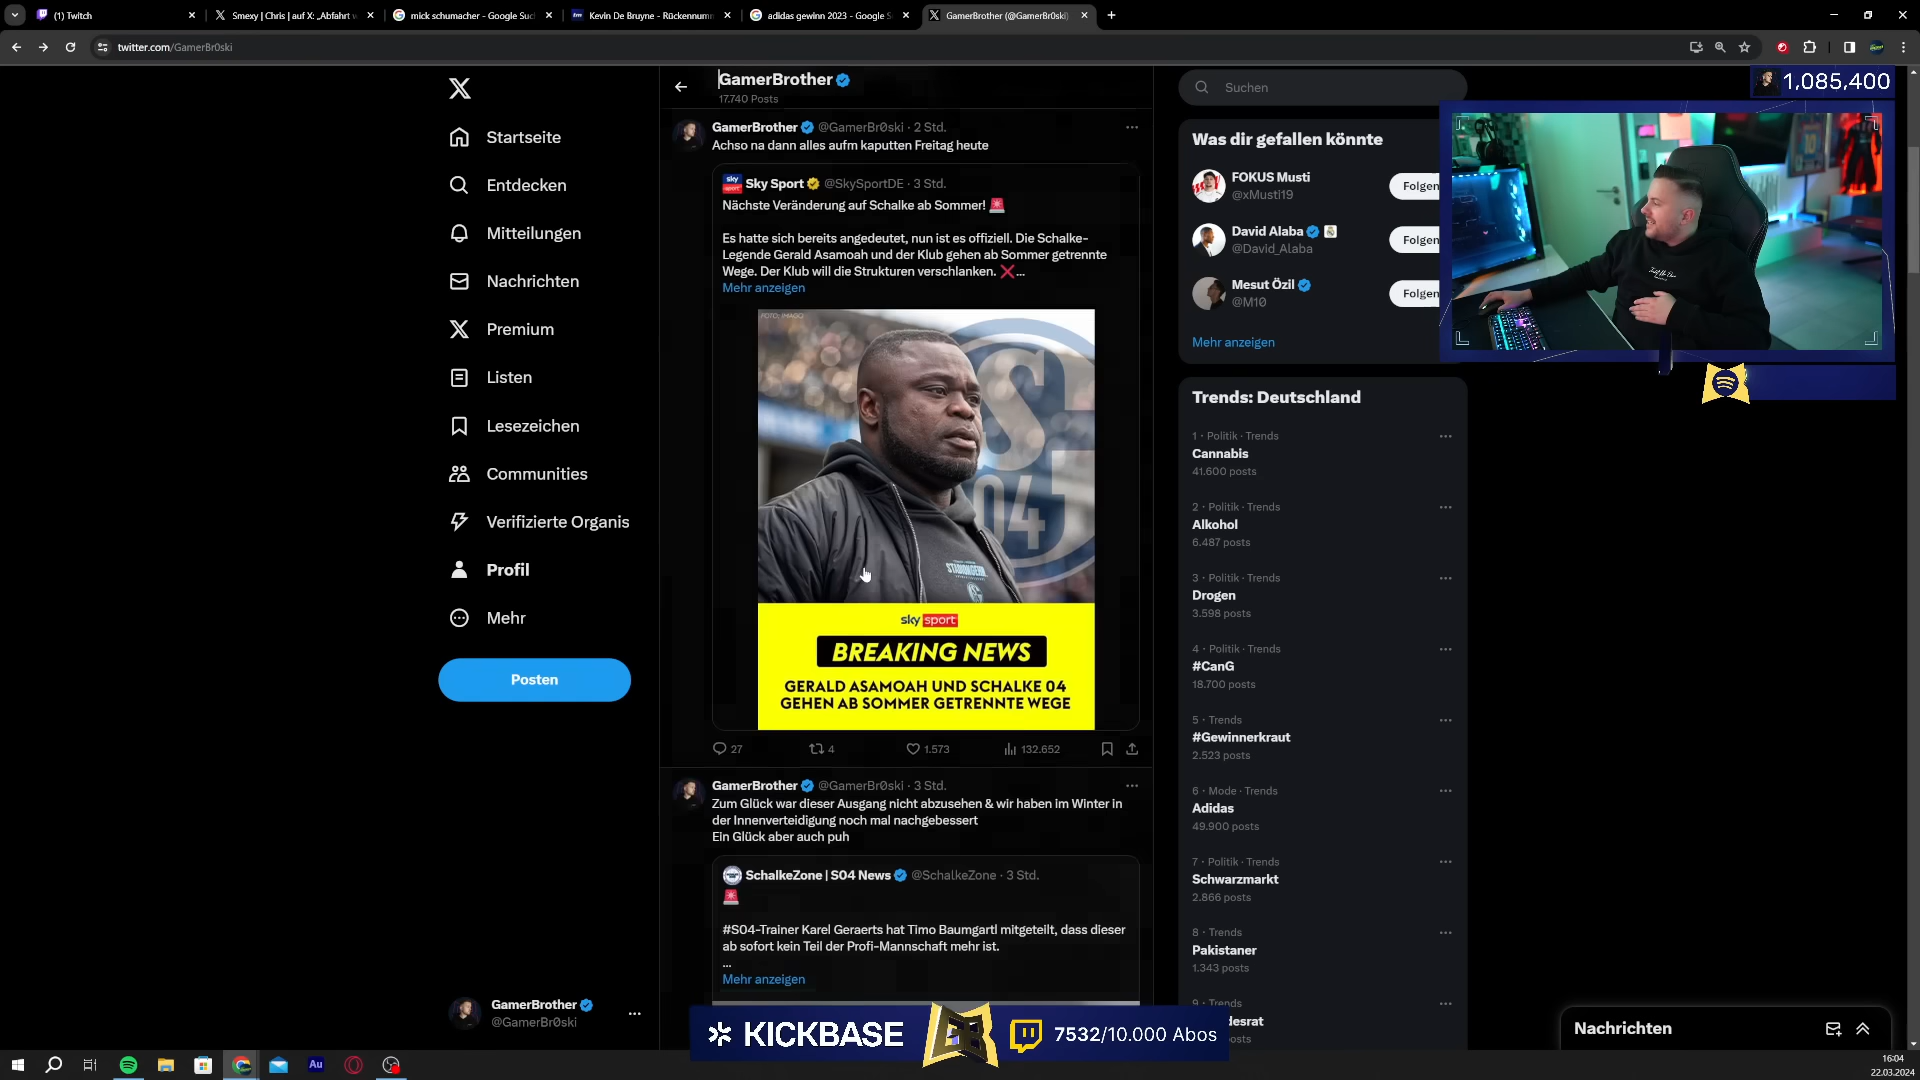 (1) Twitch
Smexy | Chris | auf X: „Abfahrt v
mick schumacher - Google Suc
Kevin De Bruyne - Rückennumm
adidas gewinn 2023 - Google S
GamerBrother (@GamerBr0ski)
twitter.com/GamerBr0ski
Startseite
Entdecken
Mitteilungen
Nachrichten
Premium
Listen
Lesezeichen
Communities
Verifizierte Organis
Profil
Mehr
Posten
GamerBrother
@GamerBr0ski
GamerBrother
17.740 Posts
GamerBrother @GamerBr0ski · 2 Std.
Achso na dann alles aufm kaputten Freitag heute
sky sport
Sky Sport @SkySportDE · 3 Std.
Nächste Veränderung auf Schalke ab Sommer!
Es hatte sich bereits angedeutet, nun ist es offiziell. Die Schalke-
Legende Gerald Asamoah und der Klub gehen ab Sommer getrennte
Wege. Der Klub will die Strukturen verschlanken. ❌...
Mehr anzeigen
FOTO: IMAGO
S
04
sky sport
BREAKING NEWS
GERALD ASAMOAH UND SCHALKE 04
GEHEN AB SOMMER GETRENNTE WEGE
27
4
1.573
132.652
GamerBrother @GamerBr0ski · 3 Std.
Zum Glück war dieser Ausgang nicht abzusehen & wir haben im Winter in
der Innenverteidigung noch mal nachgebessert
Ein Glück aber auch puh
SchalkeZone | S04 News @SchalkeZone · 3 Std.
#S04-Trainer Karel Geraerts hat Timo Baumgartl mitgeteilt, dass dieser
ab sofort kein Teil der Profi-Mannschaft mehr ist.
...
Mehr anzeigen
Suchen
Was dir gefallen könnte
FOKUS Musti
@xMusti19
Folgen
David Alaba
@David_Alaba
Folgen
Mesut Özil
@M10
Folgen
Mehr anzeigen
Trends: Deutschland
1 · Politik · Trends
Cannabis
41.600 posts
2 · Politik · Trends
Alkohol
6.487 posts
3 · Politik · Trends
Drogen
3.598 posts
4 · Politik · Trends
#CanG
18.700 posts
5 · Trends
#Gewinnerkraut
2.523 posts
6 · Mode · Trends
Adidas
49.900 posts
7 · Politik · Trends
Schwarzmarkt
2.866 posts
8 · Trends
Pakistaner
1.343 posts
9 · Trends
desrat
posts
1,085,400
Nachrichten
KICKBASE
7532/10.000 Abos
Au
16:04
22.03.2024